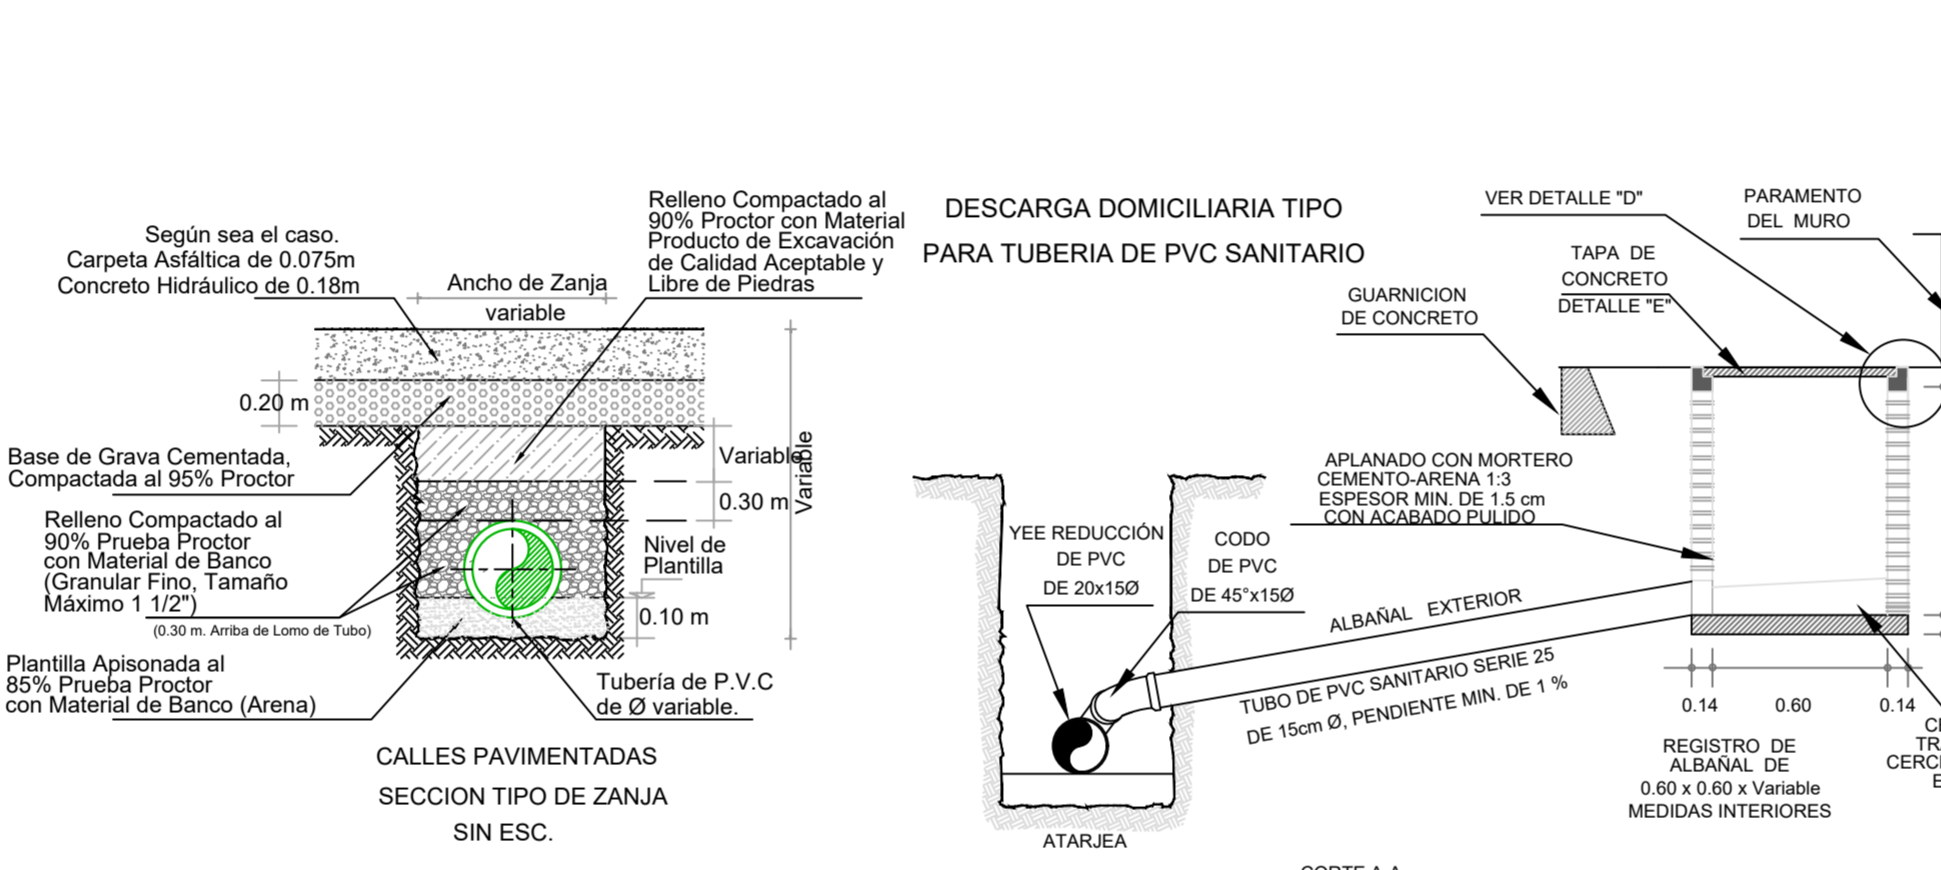 Según sea el caso.
Carpeta Asfáltica de 0.075m
Concreto Hidráulico de 0.18m
Ancho de Zanja
variable
Relleno Compactado al
90% Proctor con Material
Producto de Excavación
de Calidad Aceptable y
Libre de Piedras
0.20 m
Base de Grava Cementada,
Compactada al 95% Proctor
Relleno Compactado al
90% Prueba Proctor
con Material de Banco
(Granular Fino, Tamaño
Máximo 1 1/2")
(0.30 m. Arriba de Lomo de Tubo)
Plantilla Apisonada al
85% Prueba Proctor
con Material de Banco (Arena)
Variable
Variable
0.30 m
Nivel de
Plantilla
0.10 m
Tubería de P.V.C
de Ø variable.
CALLES PAVIMENTADAS
SECCION TIPO DE ZANJA
SIN ESC.
DESCARGA DOMICILIARIA TIPO
PARA TUBERIA DE PVC SANITARIO
VER DETALLE "D"
PARAMENTO
DEL MURO
TAPA DE
CONCRETO
DETALLE "E"
GUARNICION
DE CONCRETO
APLANADO CON MORTERO
CEMENTO-ARENA 1:3
ESPESOR MIN. DE 1.5 cm
CON ACABADO PULIDO
YEE REDUCCIÓN
DE PVC
DE 20x15Ø
CODO
DE PVC
DE 45°x15Ø
ALBAÑAL EXTERIOR
TUBO DE PVC SANITARIO SERIE 25
DE 15cm Ø, PENDIENTE MIN. DE 1 %
0.14
0.60
0.14
REGISTRO DE
ALBAÑAL DE
0.60 x 0.60 x Variable
MEDIDAS INTERIORES
ATARJEA